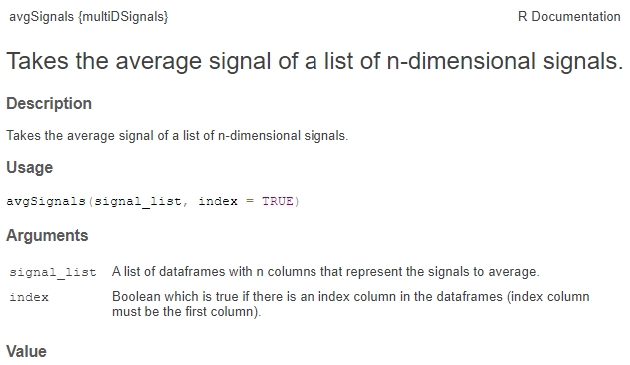 avgSignals {multiDSignals} R Documentation
Takes the average signal of a list of n-dimensional signals.
Description
Takes the average signal of a list of n-dimensional signals.
Usage
avgSignals(signal_list, index = TRUE)
Arguments
signal_list A list of dataframes with n columns that represent the signals to average.
index Boolean which is true if there is an index column in the dataframes (index column
must be the first column).
Value